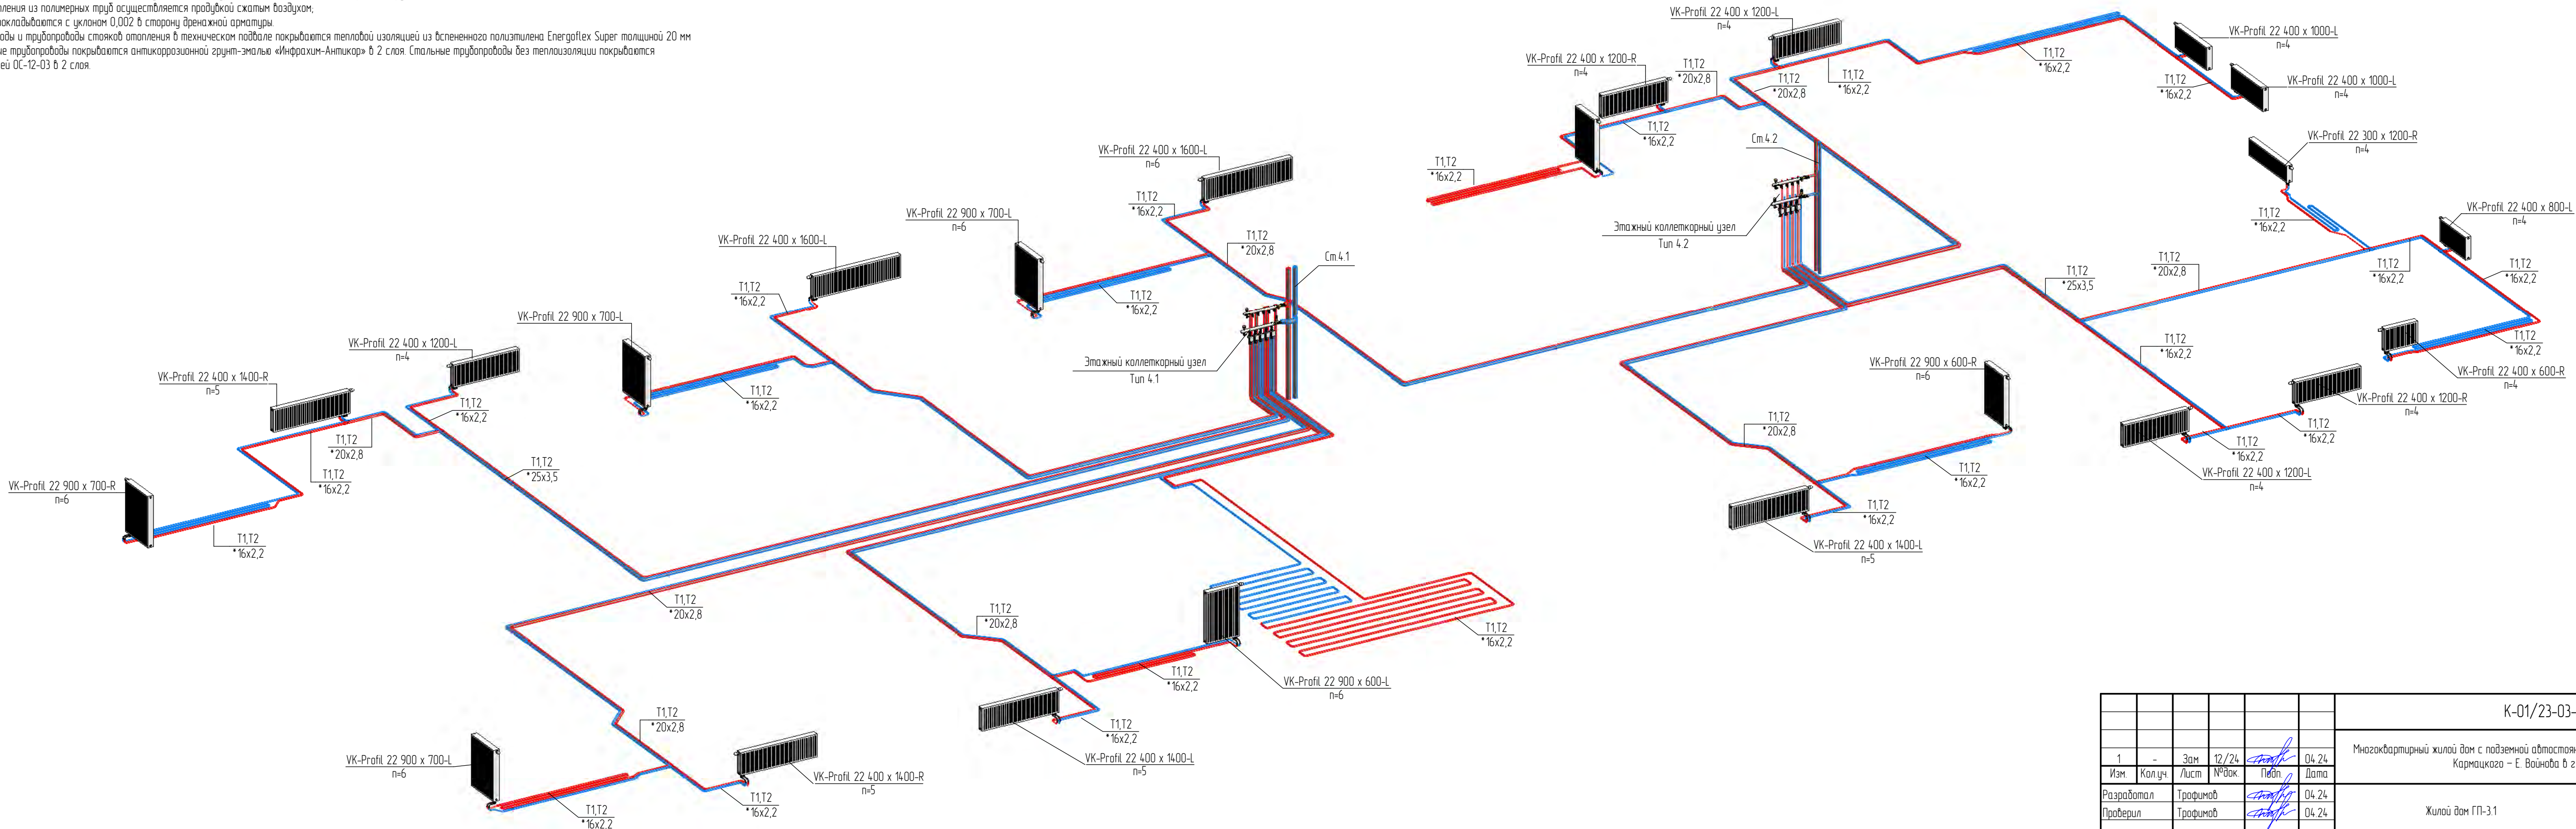 пления из полимерных труб осуществляется продувкой сжатым воздухом;
окладываются с уклоном 0,002 в сторону дренажной арматуры.
оды и трубопроводы стояков отопления в техническом подвале покрываются тепловой изоляцией из вспененного полиэтилена Energoflex Super толщиной 20 мм
ые трубопроводы покрываются антикоррозионной грунт-эмалью «Инфрахим-Антикор» в 2 слоя. Стальные трубопроводы без теплоизоляции покрываются
ей ОС-12-03 в 2 слоя.
VK-Profil 22 400 x 1200-L
n=4
VK-Profil 22 400 x 1000-L
n=4
T1,T2
*16x2,2
VK-Profil 22 400 x 1200-R
n=4
T1,T2
*20x2,8
T1,T2
*20x2,8
T1,T2
*16x2,2
T1,T2
*16x2,2
VK-Profil 22 400 x 1000-L
n=4
T1,T2
*16x2,2
Ст.4.2
VK-Profil 22 300 x 1200-R
n=4
VK-Profil 22 400 x 1600-L
n=6
T1,T2
*16x2,2
T1,T2
*16x2,2
VK-Profil 22 900 x 700-L
n=6
T1,T2
*20x2,8
Этажный коллеткорный узел
Тип 4.2
T1,T2
*16x2,2
VK-Profil 22 400 x 800-L
n=4
VK-Profil 22 400 x 1600-L
Ст.4.1
T1,T2
*25x3,5
T1,T2
*20x2,8
T1,T2
*16x2,2
T1,T2
*16x2,2
T1,T2
*16x2,2
T1,T2
*16x2,2
VK-Profil 22 900 x 700-L
VK-Profil 22 400 x 1200-L
n=4
Этажный коллеткорный узел
Тип 4.1
T1,T2
*16x2,2
T1,T2
*16x2,2
VK-Profil 22 900 x 600-R
n=6
VK-Profil 22 400 x 600-R
n=4
VK-Profil 22 400 x 1400-R
n=5
T1,T2
*16x2,2
T1,T2
*16x2,2
VK-Profil 22 400 x 1200-R
n=4
T1,T2
*20x2,8
T1,T2
*16x2,2
T1,T2
*20x2,8
T1,T2
*16x2,2
T1,T2
*16x2,2
T1,T2
*25x3,5
T1,T2
*16x2,2
VK-Profil 22 400 x 1200-L
n=4
VK-Profil 22 900 x 700-R
n=6
T1,T2
*16x2,2
T1,T2
*16x2,2
VK-Profil 22 400 x 1400-L
n=5
T1,T2
*20x2,8
T1,T2
*20x2,8
T1,T2
*16x2,2
T1,T2
*16x2,2
VK-Profil 22 900 x 600-L
n=6
T1,T2
*20x2,8
T1,T2
*16x2,2
VK-Profil 22 400 x 1400-L
n=5
VK-Profil 22 900 x 700-L
n=6
VK-Profil 22 400 x 1400-R
n=5
T1,T2
*16x2,2
T1,T2
*16x2,2
К-01/23-03-
Многоквартирный жилой дом с подземной автостоян
Кармацкого – Е. Войнова в г
1 - Зам 12/24 04.24
Изм. Кол.уч. Лист №док. Подп. Дата
Разработал Трофимов 04.24
Проверил Трофимов 04.24
Жилой дом ГП-3.1